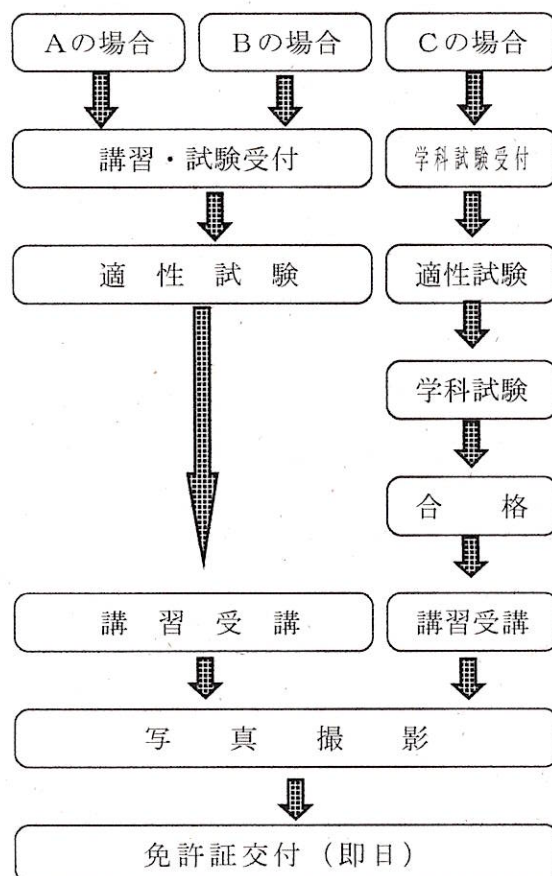 Aの場合 Bの場合 Cの場合
講習・試験受付 学科試験受付
適性試験 適性試験
学科試験
合格
講習受講 講習受講
写真撮影
免許証交付（即日）